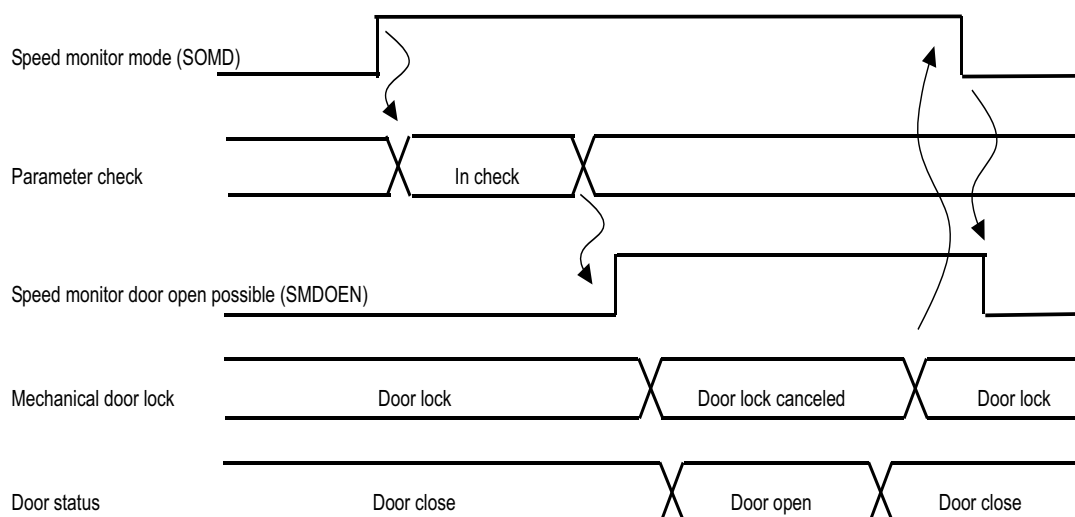 Speed monitor mode (SOMD)
Parameter check
In check
Speed monitor door open possible (SMDOEN)
Mechanical door lock
Door lock
Door lock canceled
Door lock
Door status
Door close
Door open
Door close